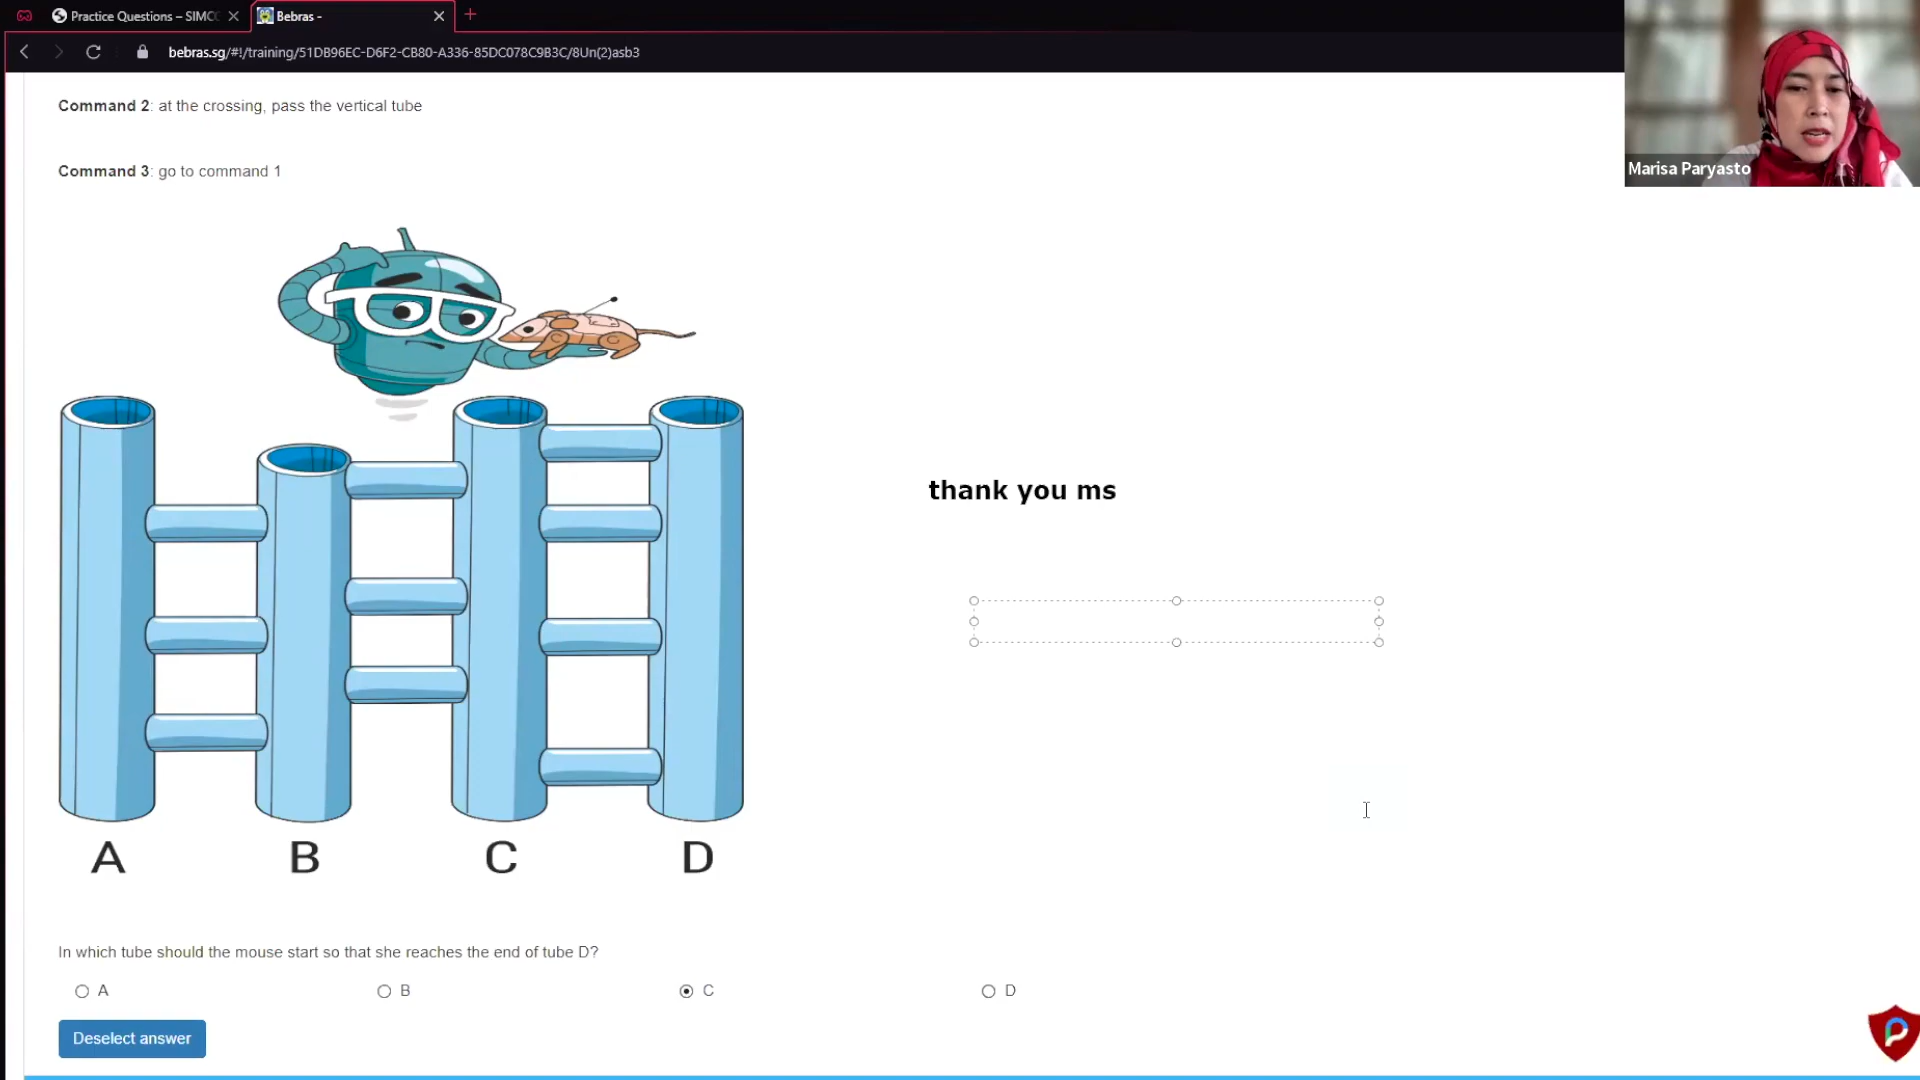 Practice Questions – SIMCC
Bebras -
bebras.sg/#!/training/51DB96EC-D6F2-CB80-A336-85DC078C9B3C/8Un(2)asb3
Marisa Paryasto
Command 2: at the crossing, pass the vertical tube
Command 3: go to command 1
thank you ms
A B C D
In which tube should the mouse start so that she reaches the end of tube D?
A B C D
Deselect answer